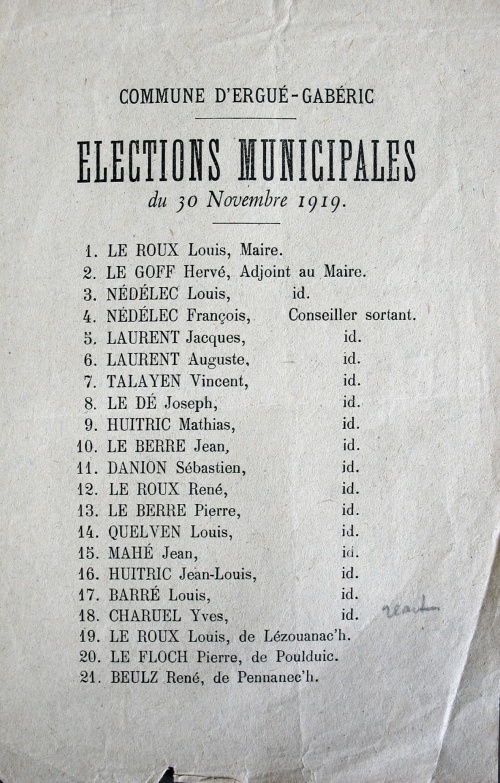 COMMUNE D'ERGUÉ-GABÉRIC
ELECTIONS MUNICIPALES
du 30 Novembre 1919.
1. LE ROUX Louis, Maire.
2. LE GOFF Hervé, Adjoint au Maire.
3. NÉDÉLEC Louis, id.
4. NÉDÉLEC François, Conseiller sortant.
5. LAURENT Jacques, id.
6. LAURENT Auguste, id.
7. TALAYEN Vincent, id.
8. LE DÉ Joseph, id.
9. HUITRIC Mathias, id.
10. LE BERRE Jean, id.
11. DANION Sébastien, id.
12. LE ROUX René, id.
13. LE BERRE Pierre, id.
14. QUELVEN Louis, id.
15. MAHÉ Jean, id.
16. HUITRIC Jean-Louis, id.
17. BARRÉ Louis, id.
18. CHARUEL Yves, id.
19. LE ROUX Louis, de Lézouanac'h.
20. LE FLOCH Pierre, de Poulduic.
21. BEULZ René, de Pennanec'h.